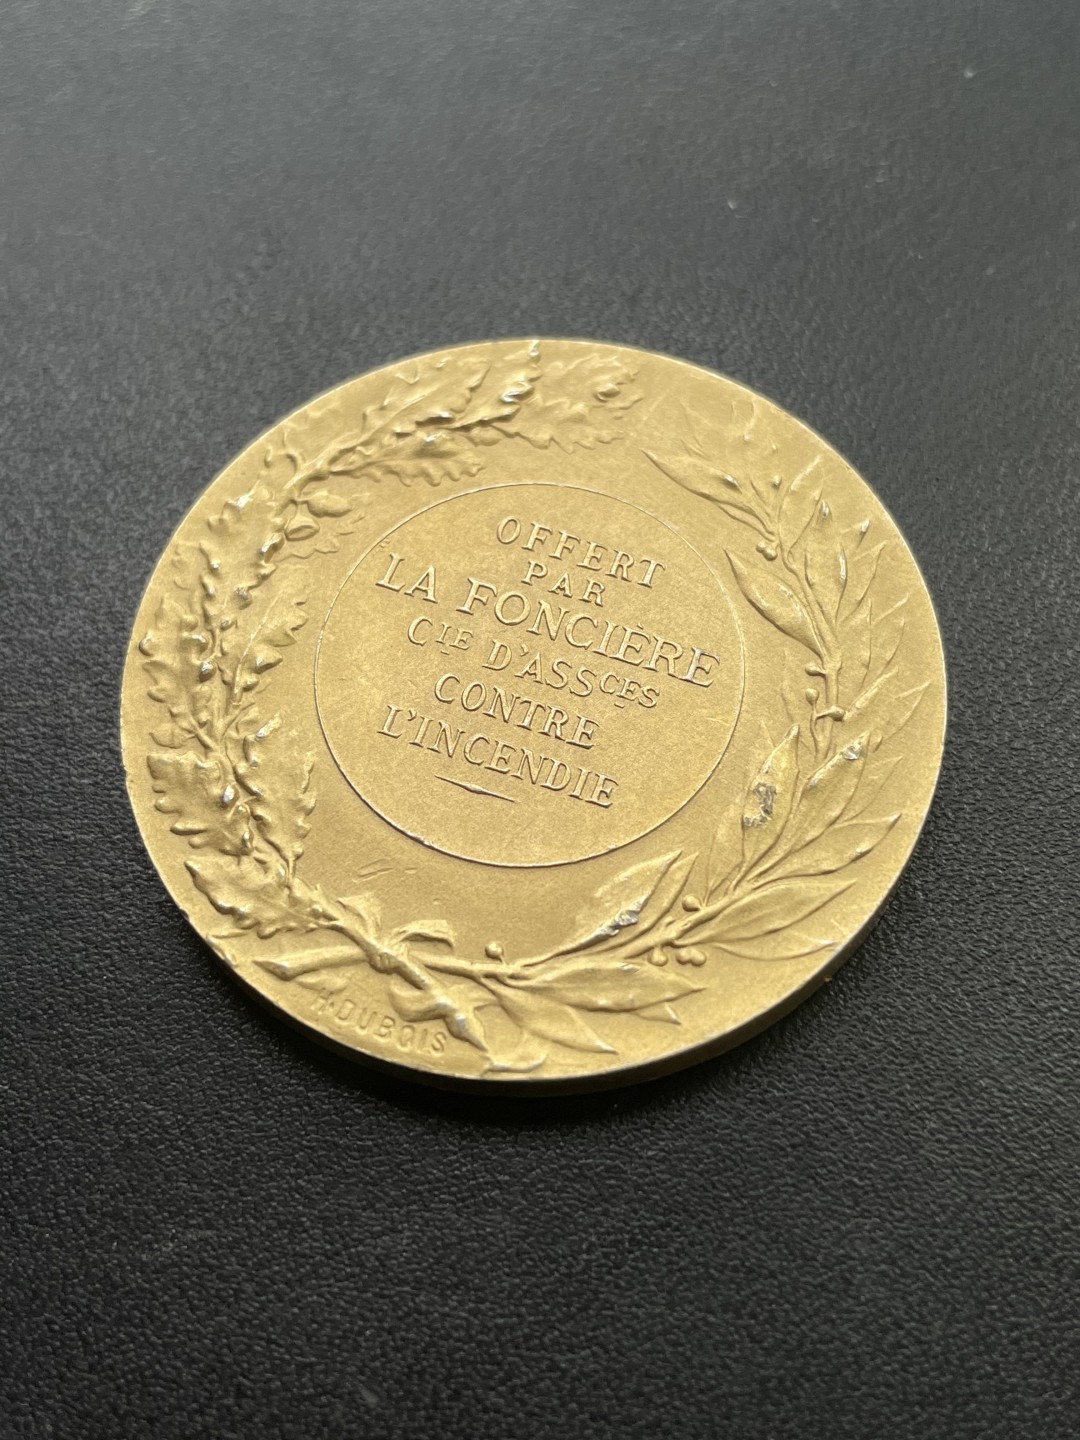 OFFERT
PAR
LA FONCIÈRE
CIE D'ASSCES
CONTRE
L'INCENDIE
H. DUBOIS